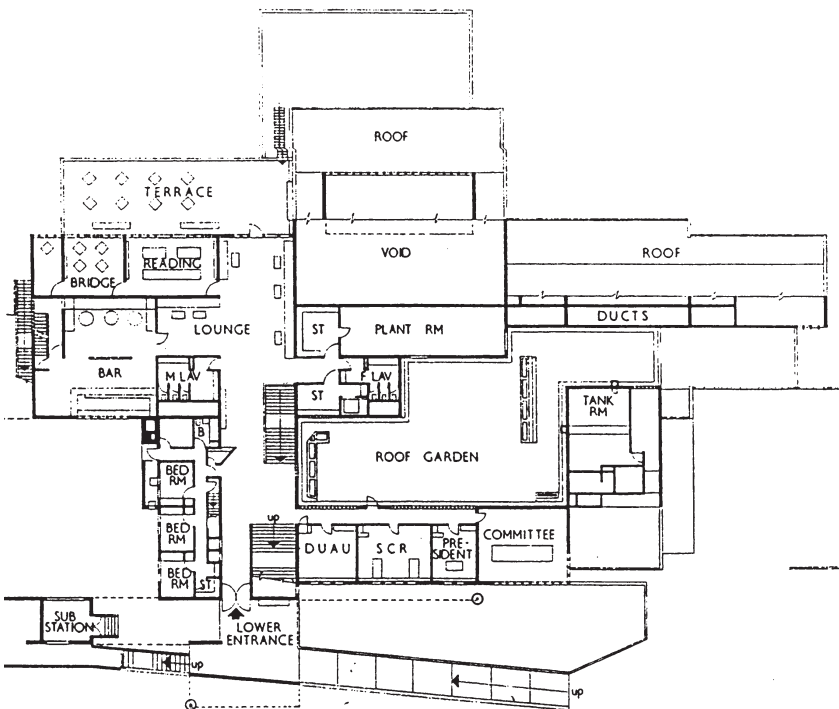 ROOF
TERRACE
VOID
ROOF
BRIDGE
READING
DUCTS
LOUNGE
ST
PLANT RM
BAR
M LAV
F LAV
ST
TANK
RM
B
BED
RM
ROOF GARDEN
BED
RM
up
DUAU
SCR
PRE-
SIDENT
COMMITTEE
BED
RM
ST
SUB
STATION
LOWER
ENTRANCE
up
up